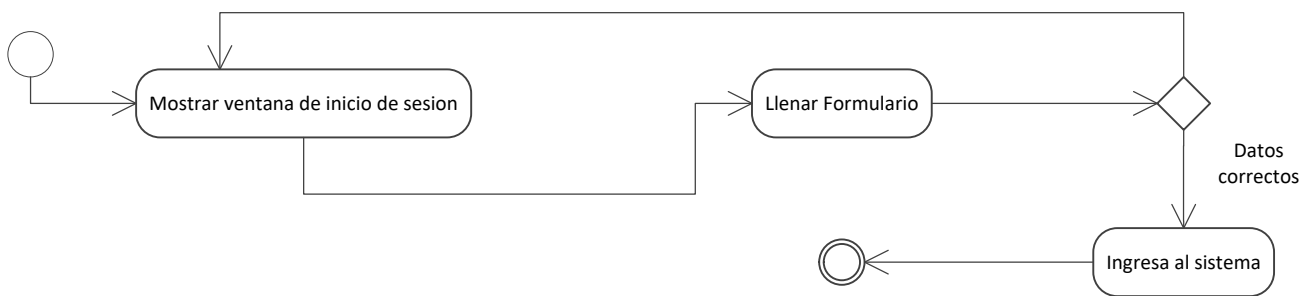 Mostrar ventana de inicio de sesion
Llenar Formulario
Datos
correctos
Ingresa al sistema